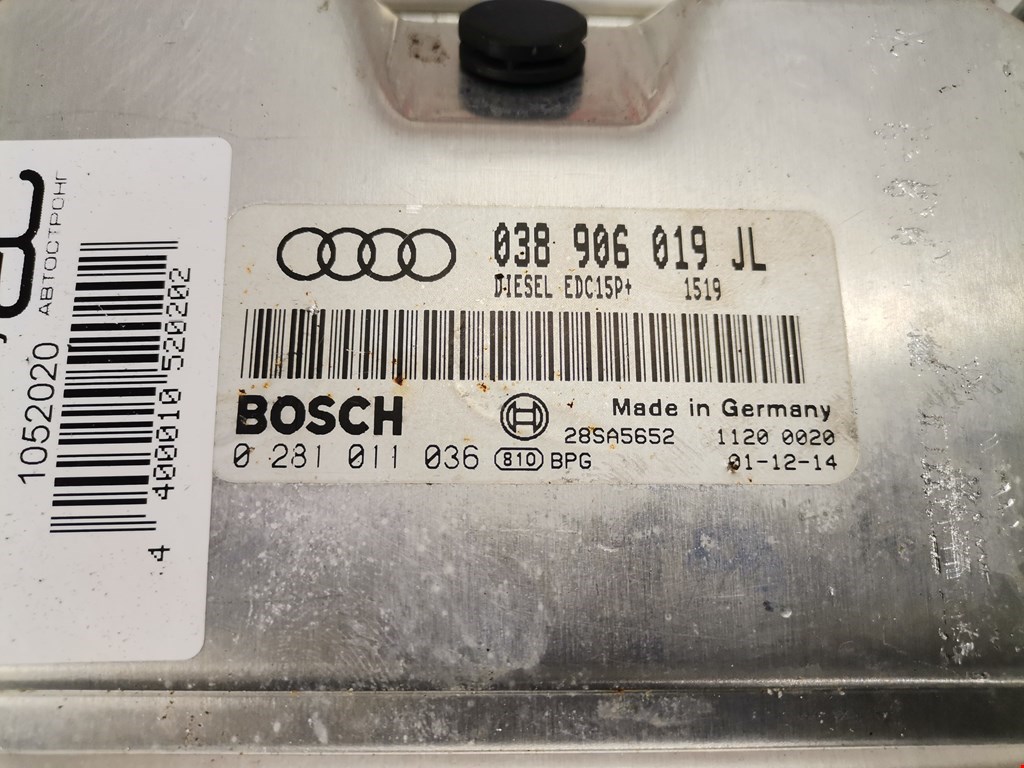 038 906 019 JL
DIESEL EDC15P+ 1519
BOSCH
Made in Germany
28SA5652 1120 0020
0 281 011 036 810 BPG 01-12-14
АВТОСТРОНГ
1052020
4 400010 520202